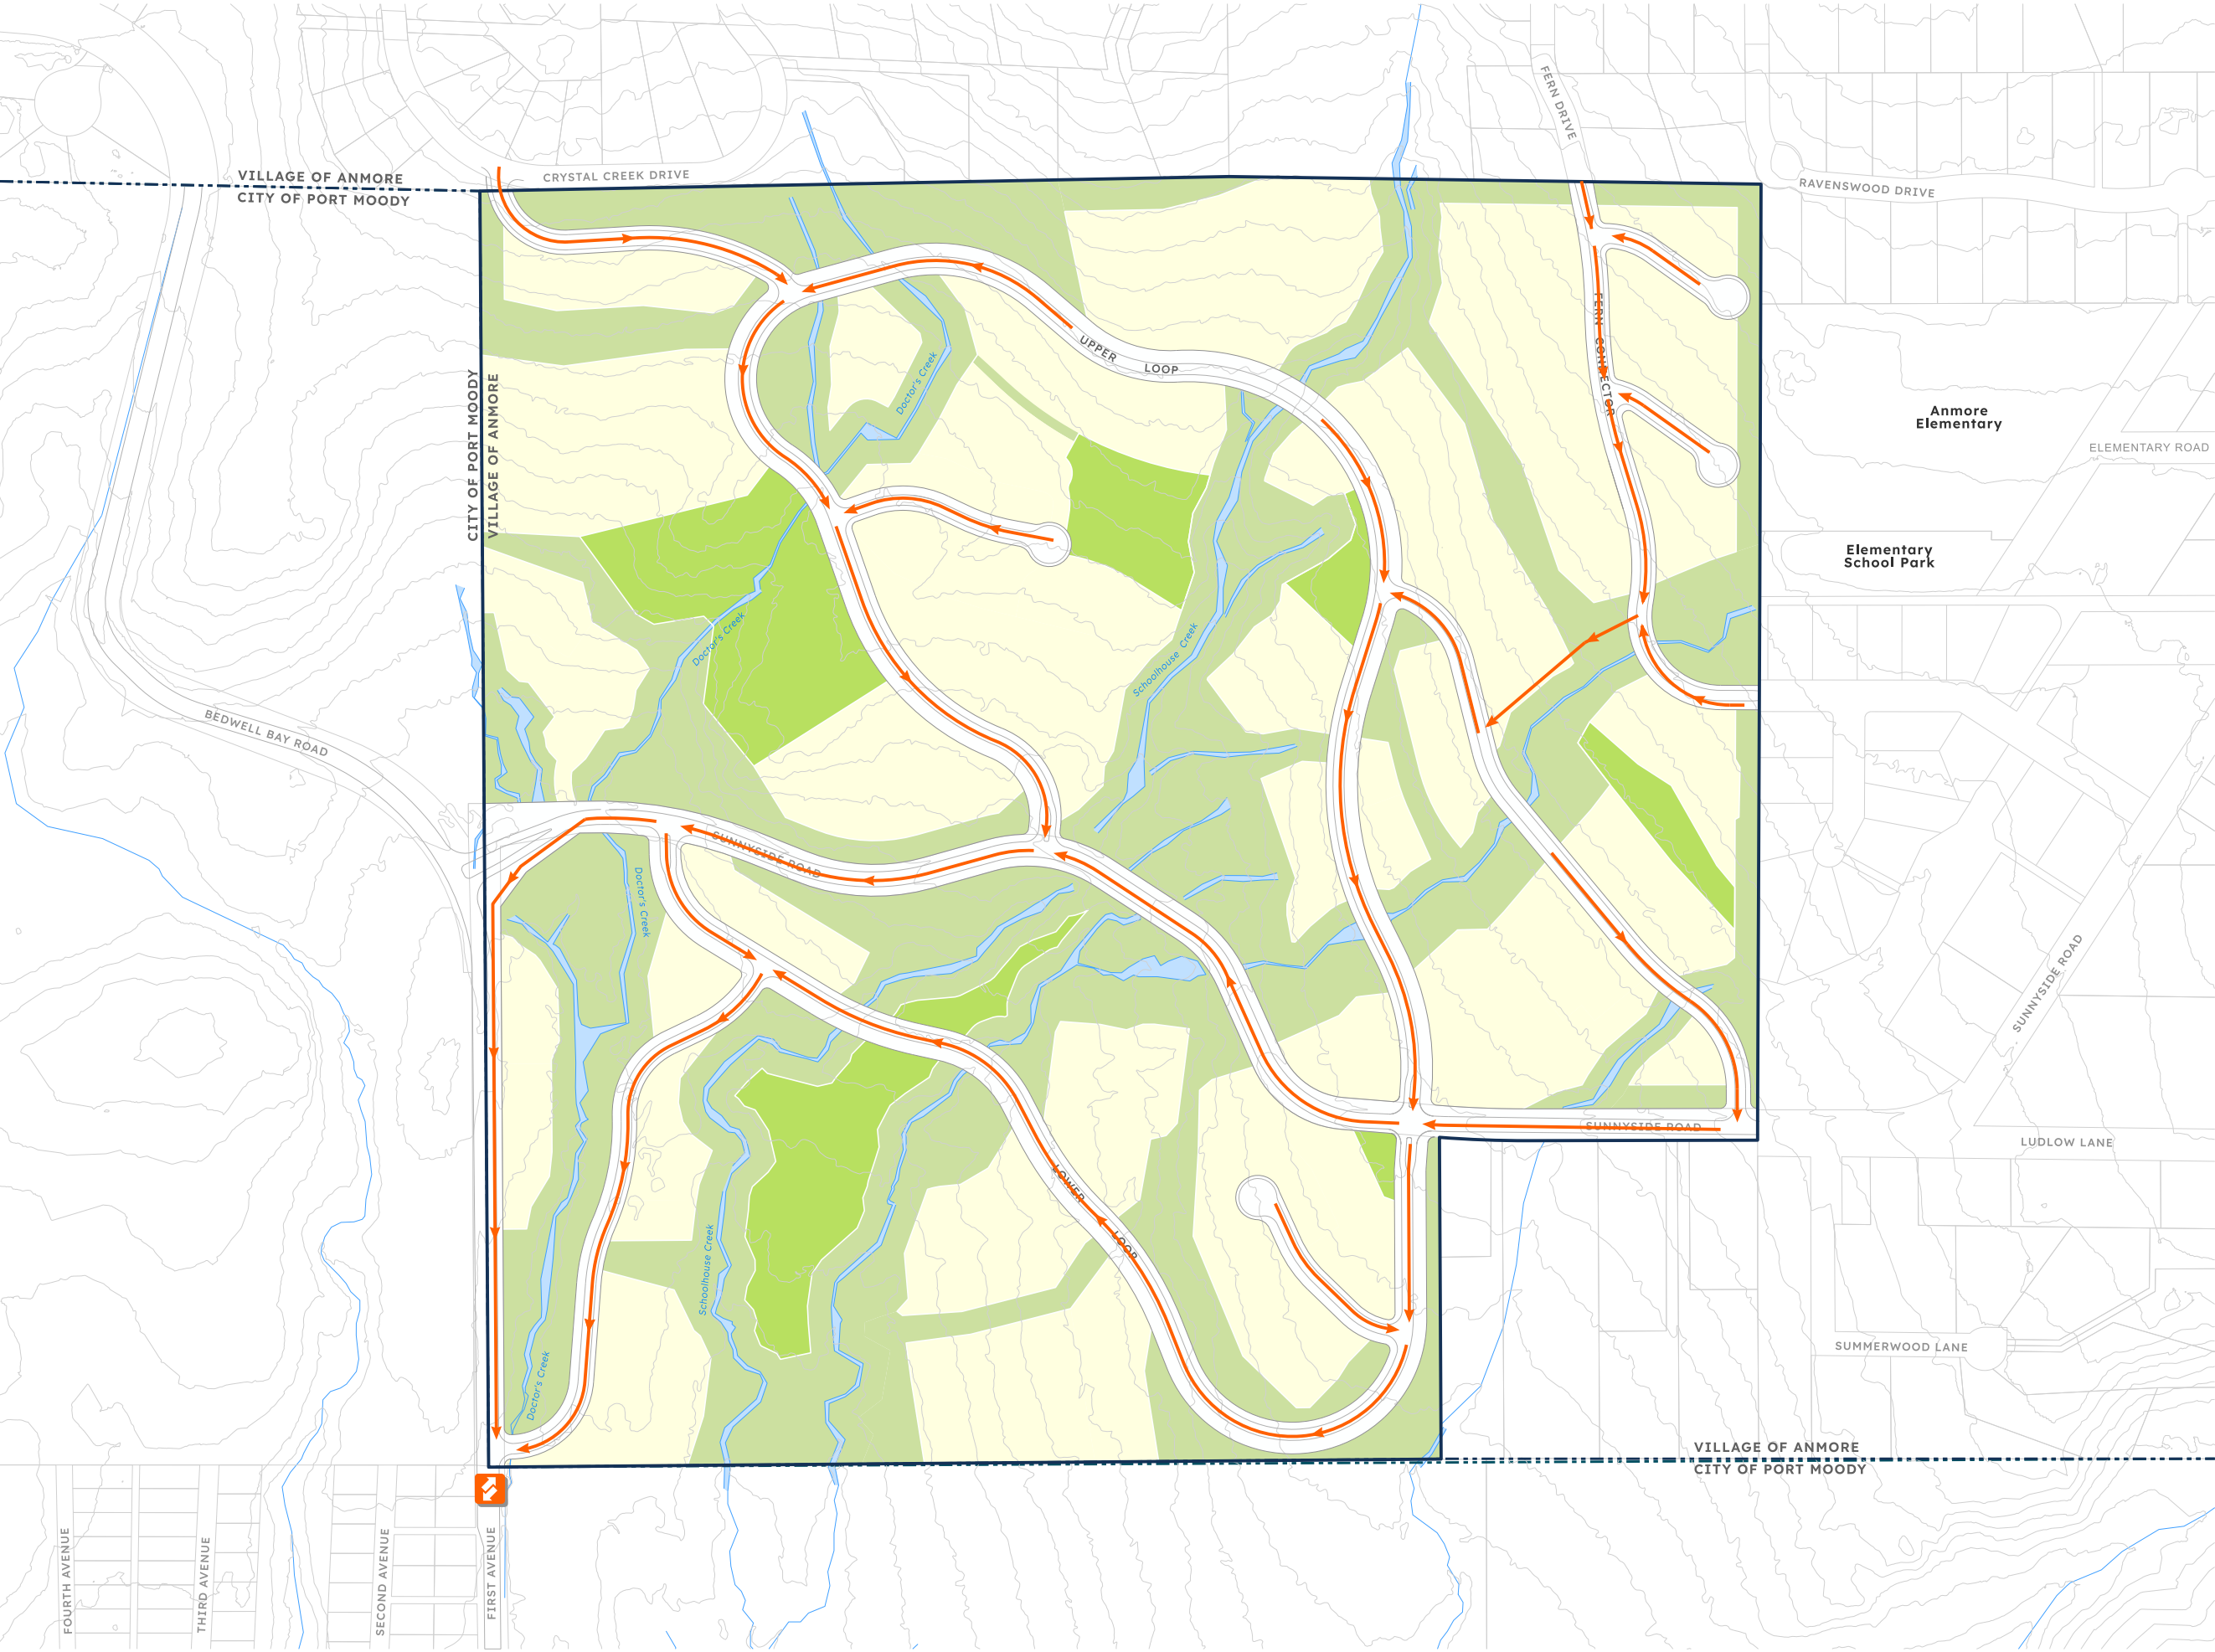 FERN DRIVE
VILLAGE OF ANMORE
CITY OF PORT MOODY
CRYSTAL CREEK DRIVE
RAVENSWOOD DRIVE
UPPER
LOOP
FERN CONNECTOR
Doctor's Creek
CITY OF PORT MOODY
VILLAGE OF ANMORE
Anmore
Elementary
ELEMENTARY ROAD
Elementary
School Park
Doctor's Creek
Schoolhouse Creek
BEDWELL BAY ROAD
SUNNYSIDE ROAD
Doctor's Creek
SUNNYSIDE ROAD
SUNNYSIDE ROAD
LUDLOW LANE
LOWER
LOOP
Schoolhouse Creek
Doctor's Creek
SUMMERWOOD LANE
VILLAGE OF ANMORE
CITY OF PORT MOODY
FOURTH AVENUE
THIRD AVENUE
SECOND AVENUE
FIRST AVENUE